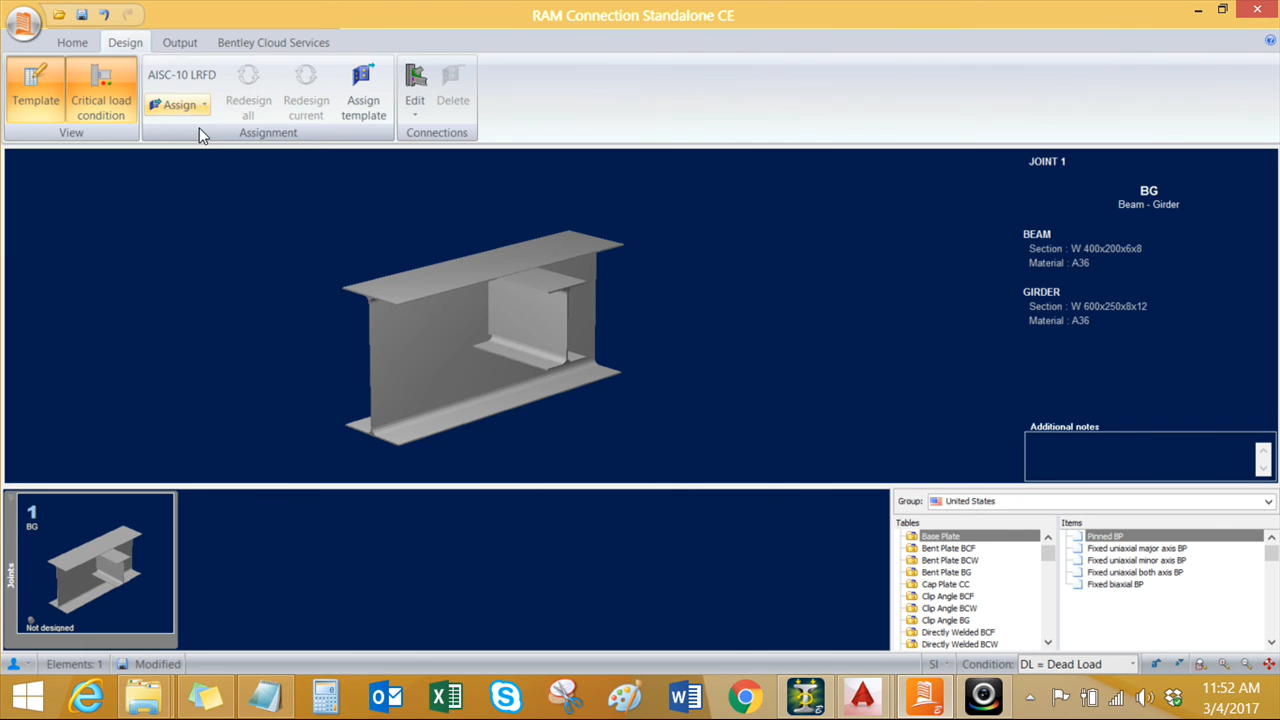 RAM Connection Standalone CE
Home Design Output Bentley Cloud Services
Template
Critical load condition
View
AISC-10 LRFD
Assign
Redesign all
Redesign current
Assign template
Assignment
Edit
Delete
Connections
JOINT 1
BG
Beam - Girder
BEAM
Section : W 400x200x6x8
Material : A36
GIRDER
Section : W 600x250x8x12
Material : A36
Additional notes
Joints
1
BG
Not designed
Group: United States
Tables
Base Plate
Bent Plate BCF
Bent Plate BCW
Bent Plate BG
Cap Plate CC
Clip Angle BCF
Clip Angle BCW
Clip Angle BG
Directly Welded BCF
Directly Welded BCW
Items
Pinned BP
Fixed uniaxial major axis BP
Fixed uniaxial minor axis BP
Fixed uniaxial both axis BP
Fixed biaxial BP
Elements: 1 Modified SI Condition: DL = Dead Load
11:52 AM
3/4/2017